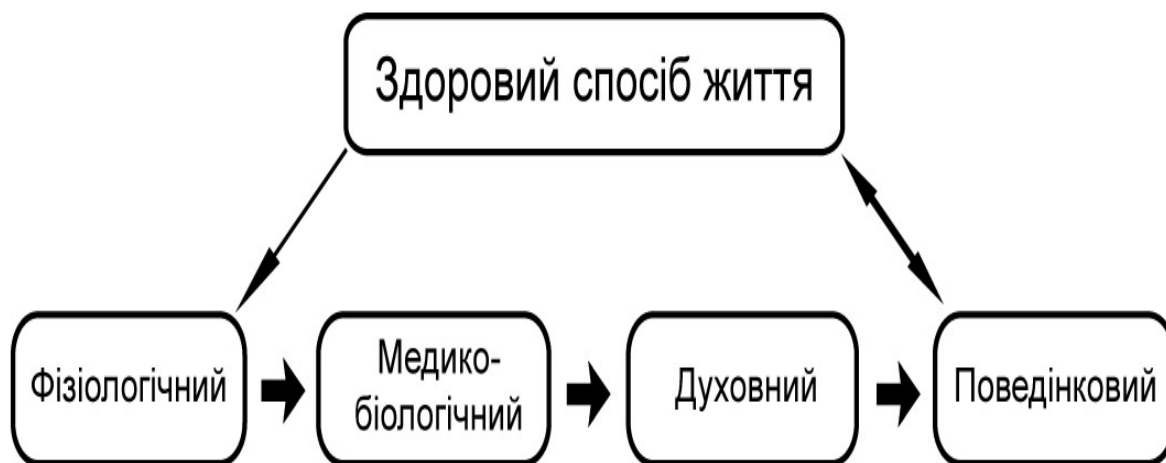 Здоровий спосіб життя
Фізіологічний
Медико-
біологічний
Духовний
Поведінковий